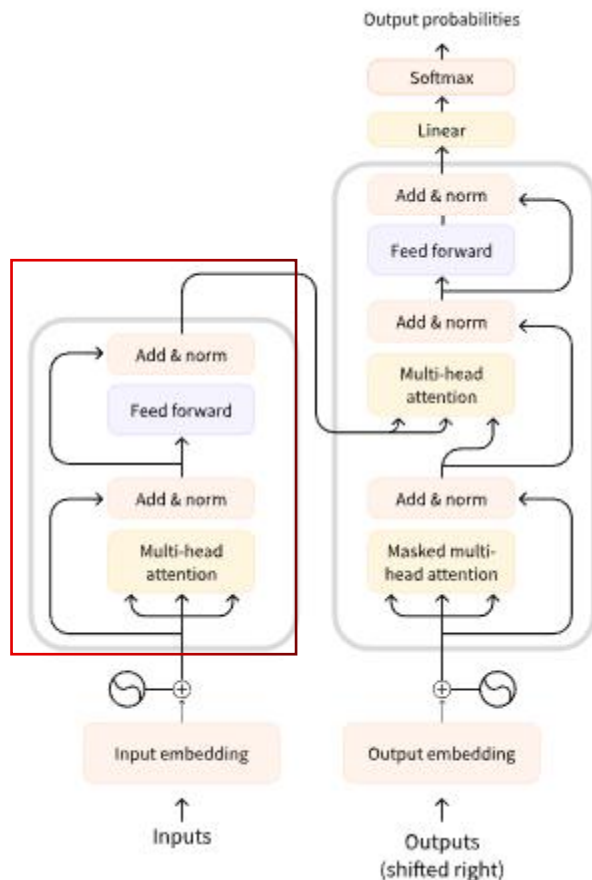 Output probabilities
Softmax
Linear
Add & norm
Feed forward
Add & norm
Multi-head
attention
Add & norm
Masked multi-
head attention
Add & norm
Feed forward
Add & norm
Multi-head
attention
Input embedding
Output embedding
Inputs
Outputs
(shifted right)